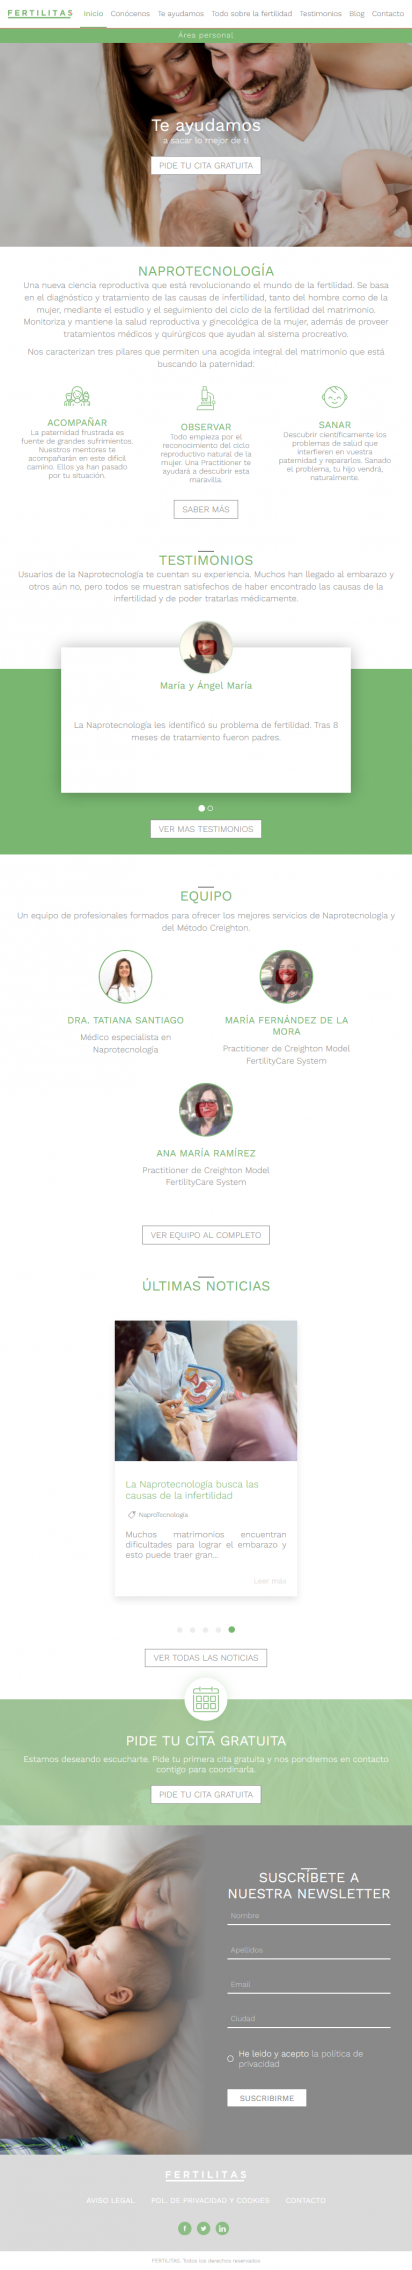 FERTILITAS
Inicio Conócenos Te ayudamos Todo sobre la fertilidad Testimonios Blog Contacto
Área personal
Te ayudamos
a sacar lo mejor de ti
PIDE TU CITA GRATUITA
NAPROTECNOLOGÍA
Una nueva ciencia reproductiva que está revolucionando el mundo de la fertilidad. Se basa
en el diagnóstico y tratamiento de las causas de infertilidad, tanto del hombre como de la
mujer, mediante el estudio y el seguimiento del ciclo de la fertilidad del matrimonio.
Monitoriza y mantiene la salud reproductiva y ginecológica de la mujer, además de proveer
tratamientos médicos y quirúrgicos que ayudan al sistema procreativo.
Nos caracterizan tres pilares que permiten una acogida integral del matrimonio que está
buscando la paternidad:
ACOMPAÑAR
La paternidad frustrada es
fuente de grandes sufrimientos.
Nuestros mentores te
acompañarán en este difícil
camino. Ellos ya han pasado
por tu situación.
OBSERVAR
Todo empieza por el
reconocimiento del ciclo
reproductivo natural de la
mujer. Una Practitioner te
ayudará a descubrir esta
maravilla
SANAR
Descubrir científicamente los
problemas de salud que
interfieren en vuestra
paternidad y repararlos. Sanado
el problema, tu hijo vendrá,
naturalmente.
SABER MÁS
TESTIMONIOS
Usuarios de la Naprotecnología te cuentan su experiencia. Muchos han llegado al embarazo y
otros aún no, pero todos se muestran satisfechos de haber encontrado las causas de la
infertilidad y de poder tratarlas médicamente.
María y Ángel María
La Naprotecnología les identificó su problema de fertilidad. Tras 8
meses de tratamiento fueron padres.
VER MAS TESTIMONIOS
EQUIPO
Un equipo de profesionales formados para ofrecer los mejores servicios de Naprotecnología y
del Método Creighton.
DRA. TATIANA SANTIAGO
Médico especialista en
Naprotecnología
MARÍA FERNÁNDEZ DE LA
MORA
Practitioner de Creighton Model
FertilityCare System
ANA MARÍA RAMÍREZ
Practitioner de Creighton Model
FertilityCare System
VER EQUIPO AL COMPLETO
ÚLTIMAS NOTICIAS
La Naprotecnología busca las
causas de la infertilidad
NaproTecnología
Muchos matrimonios encuentran
dificultades para lograr el embarazo y
esto puede traer gran...
Leer más
VER TODAS LAS NOTICIAS
PIDE TU CITA GRATUITA
Estamos deseando escucharte. Pide tu primera cita gratuita y nos pondremos en contacto
contigo para coordinarla.
PIDE TU CITA GRATUITA
SUSCRÍBETE A
NUESTRA NEWSLETTER
Nombre
Apellidos
Email
Ciudad
He leido y acepto la política de
privacidad
SUSCRIBIRME
FERTILITAS
AVISO LEGAL POL. DE PRIVACIDAD Y COOKIES CONTACTO
FERTILITAS. Todos los derechos reservados